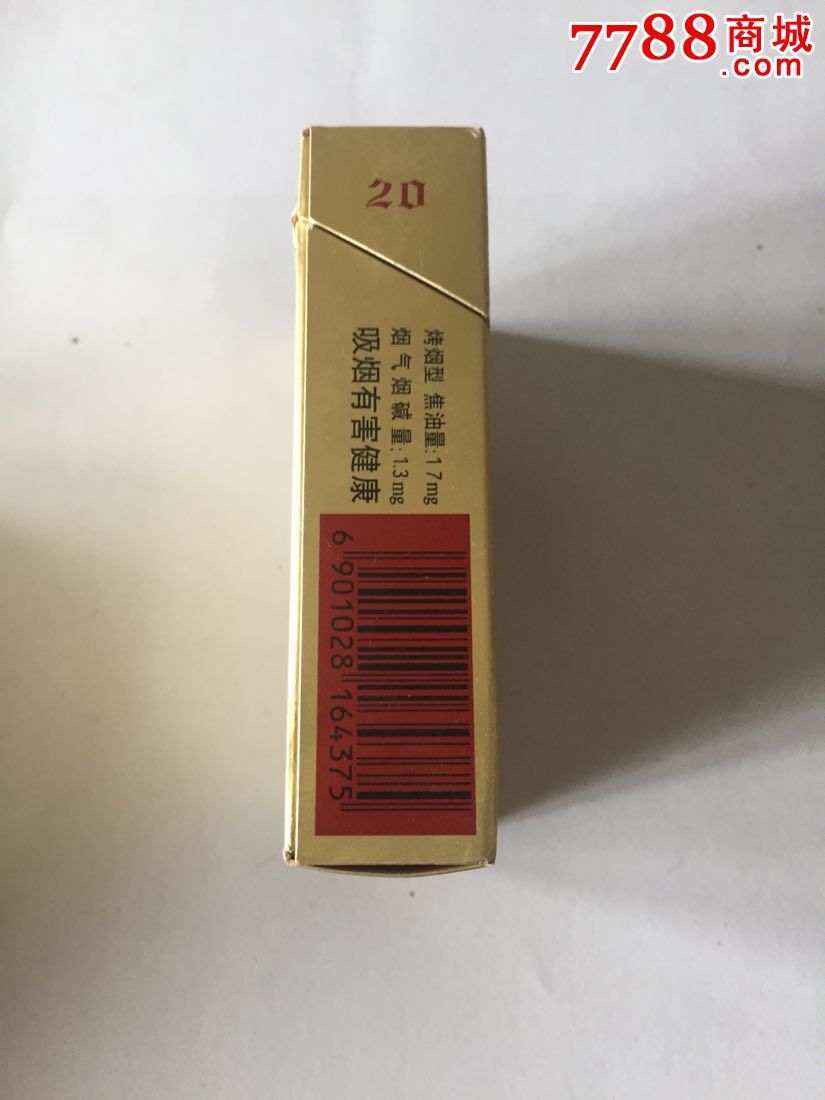 7788商城
.com
20
烤烟型 焦油量:17mg
烟气烟碱量:1.3mg
吸烟有害健康
6 901028 164375